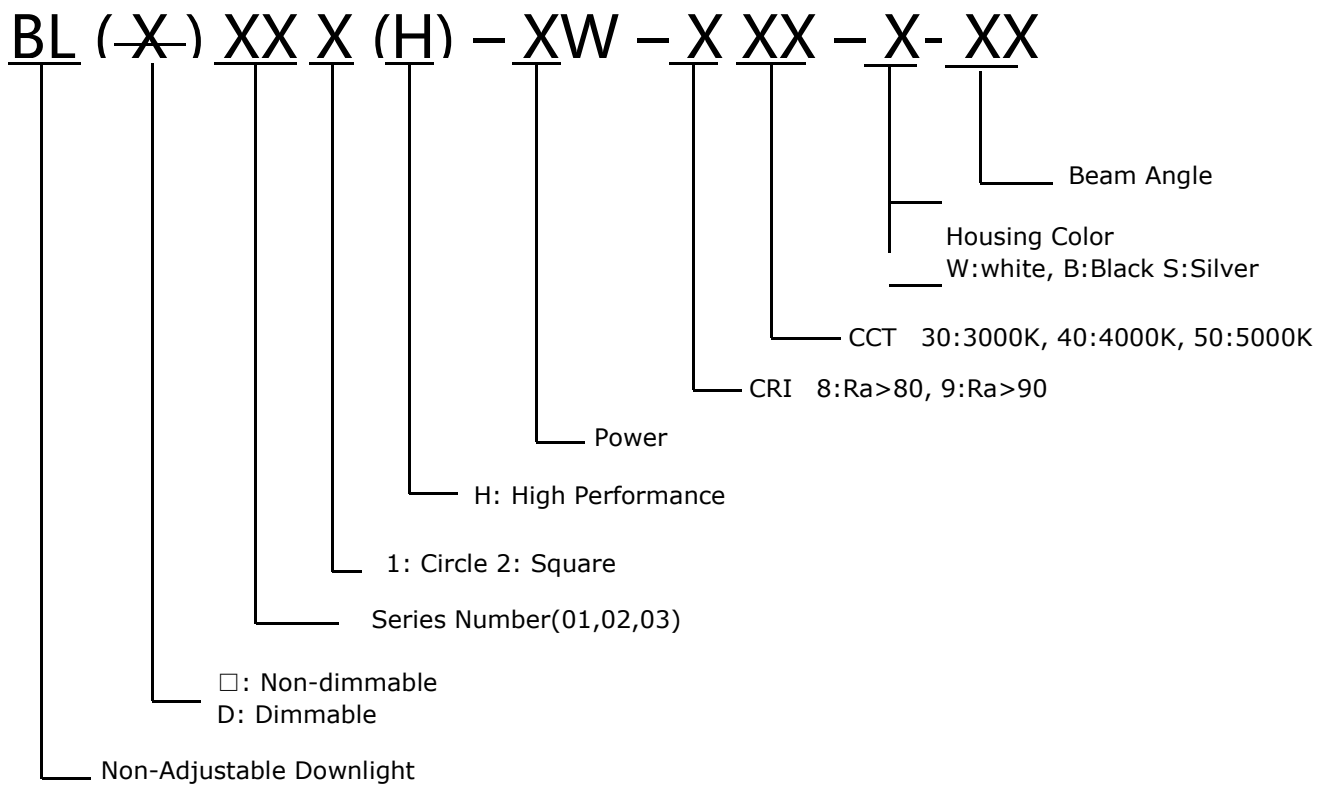 BL (X) XX X (H) – XW – X XX – X- XX
Beam Angle
Housing Color
W:white, B:Black S:Silver
CCT 30:3000K, 40:4000K, 50:5000K
CRI 8:Ra>80, 9:Ra>90
Power
H: High Performance
1: Circle 2: Square
Series Number(01,02,03)
□: Non-dimmable
D: Dimmable
Non-Adjustable Downlight